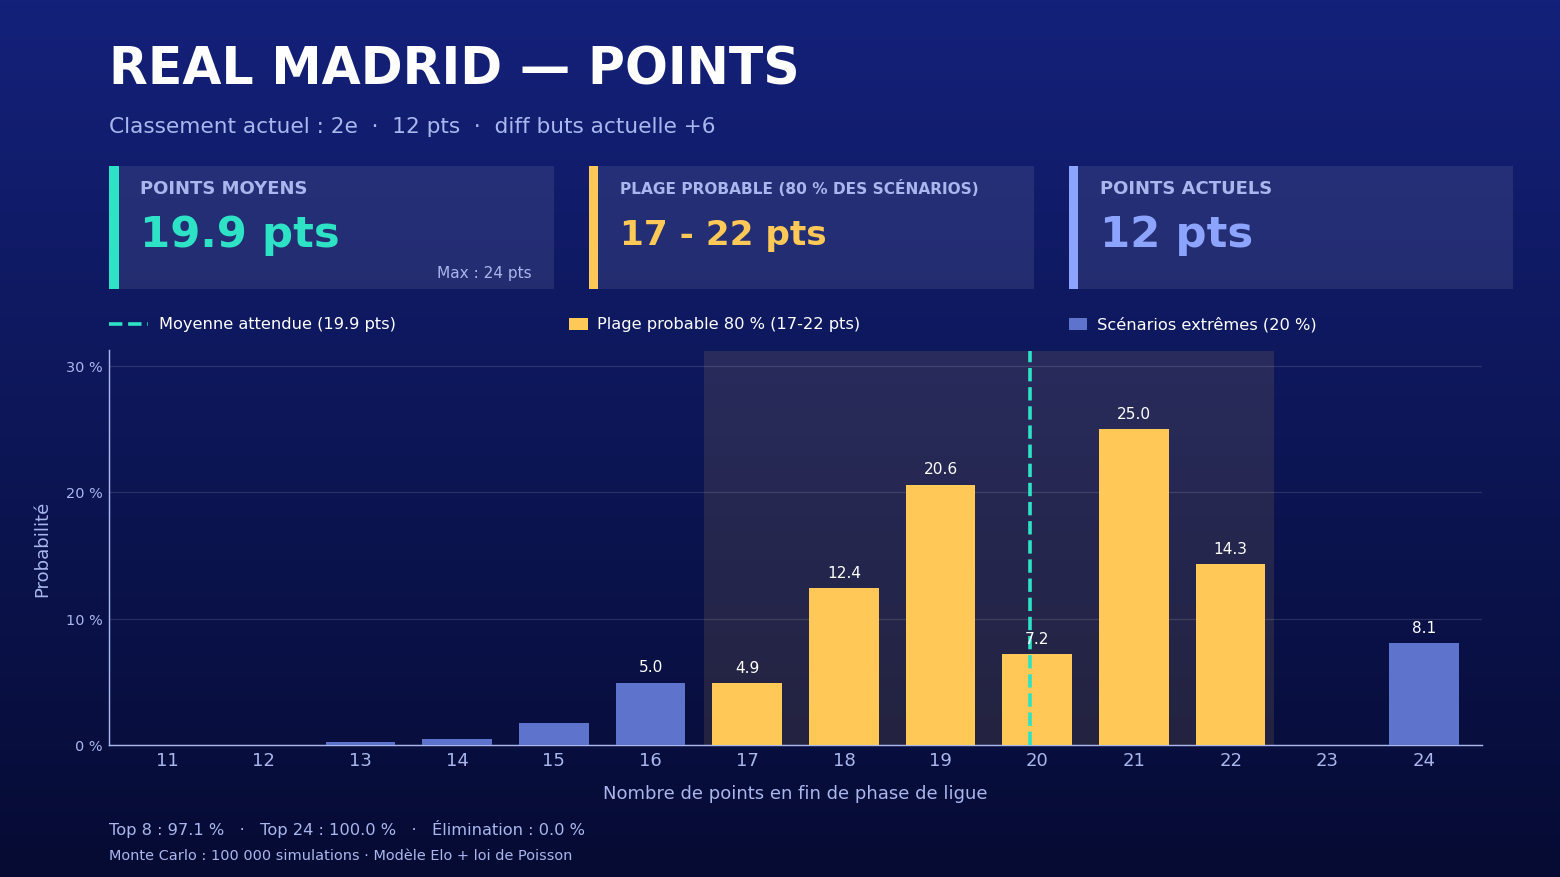 REAL MADRID — POINTS
Classement actuel : 2e · 12 pts · diff buts actuelle +6
POINTS MOYENS
19.9 pts
Max : 24 pts
PLAGE PROBABLE (80 % DES SCÉNARIOS)
17 - 22 pts
POINTS ACTUELS
12 pts
Moyenne attendue (19.9 pts)
Plage probable 80 % (17-22 pts)
Scénarios extrêmes (20 %)
Probabilité
30 %
20 %
10 %
0 %
5.0
4.9
12.4
20.6
7.2
25.0
14.3
8.1
11 12 13 14 15 16 17 18 19 20 21 22 23 24
Nombre de points en fin de phase de ligue
Top 8 : 97.1 % · Top 24 : 100.0 % · Élimination : 0.0 %
Monte Carlo : 100 000 simulations · Modèle Elo + loi de Poisson